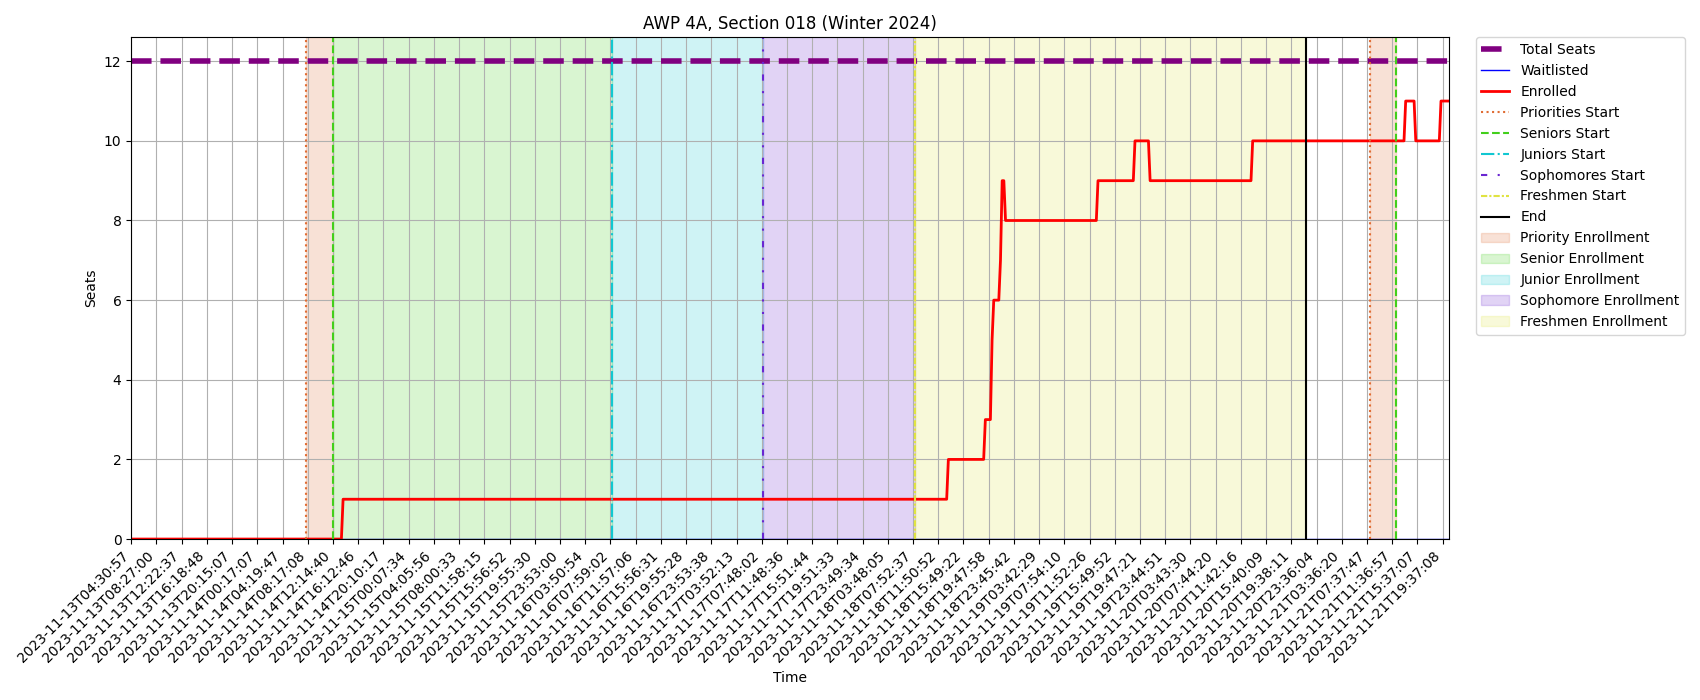 AWP 4A, Section 018 (Winter 2024)
Seats
12
10
8
6
4
2
0
2023-11-13T04:30:57
2023-11-13T08:27:00
2023-11-13T12:22:37
2023-11-13T16:18:48
2023-11-13T20:15:07
2023-11-14T00:17:07
2023-11-14T04:19:47
2023-11-14T08:17:08
2023-11-14T12:14:40
2023-11-14T16:12:46
2023-11-14T20:10:17
2023-11-15T00:07:34
2023-11-15T04:05:56
2023-11-15T08:00:33
2023-11-15T11:58:15
2023-11-15T15:56:52
2023-11-15T19:55:30
2023-11-15T23:53:00
2023-11-16T03:50:54
2023-11-16T07:59:02
2023-11-16T11:57:06
2023-11-16T15:56:31
2023-11-16T19:55:28
2023-11-16T23:53:38
2023-11-17T03:52:13
2023-11-17T07:48:02
2023-11-17T11:48:36
2023-11-17T15:51:44
2023-11-17T19:51:33
2023-11-17T23:49:34
2023-11-18T03:48:05
2023-11-18T07:52:37
2023-11-18T11:50:52
2023-11-18T15:49:22
2023-11-18T19:47:58
2023-11-18T23:45:42
2023-11-19T03:42:29
2023-11-19T07:54:10
2023-11-19T11:52:26
2023-11-19T15:49:52
2023-11-19T19:47:21
2023-11-19T23:44:51
2023-11-20T03:43:30
2023-11-20T07:44:20
2023-11-20T11:42:16
2023-11-20T15:40:09
2023-11-20T19:38:11
2023-11-20T23:36:04
2023-11-21T03:36:20
2023-11-21T07:37:47
2023-11-21T11:36:57
2023-11-21T15:37:07
2023-11-21T19:37:08
Time
Total Seats
Waitlisted
Enrolled
Priorities Start
Seniors Start
Juniors Start
Sophomores Start
Freshmen Start
End
Priority Enrollment
Senior Enrollment
Junior Enrollment
Sophomore Enrollment
Freshmen Enrollment